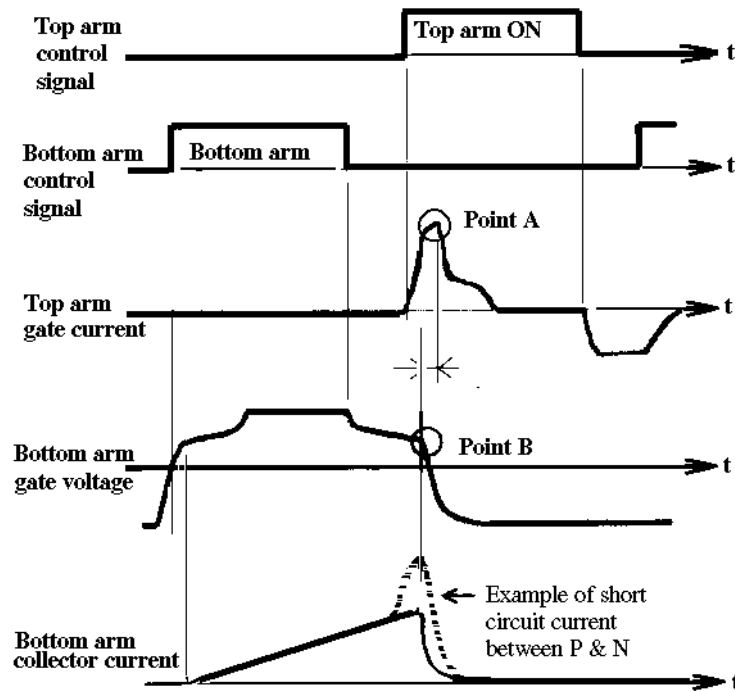 Top arm
control
signal
Top arm ON
t
Bottom arm
control
signal
Bottom arm
t
Point A
Top arm
gate current
t
Bottom arm
gate voltage
Point B
t
Example of short
circuit current
between P & N
Bottom arm
collector current
t